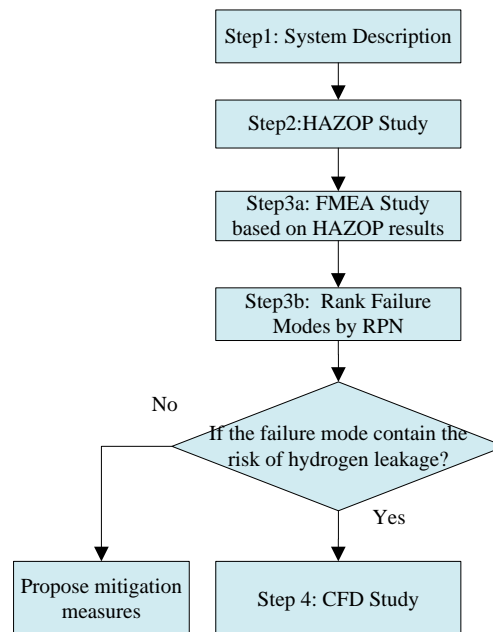 Step1: System Description
Step2:HAZOP Study
Step3a: FMEA Study
based on HAZOP results
Step3b: Rank Failure
Modes by RPN
No
If the failure mode contain the
risk of hydrogen leakage?
Yes
Propose mitigation
measures
Step 4: CFD Study